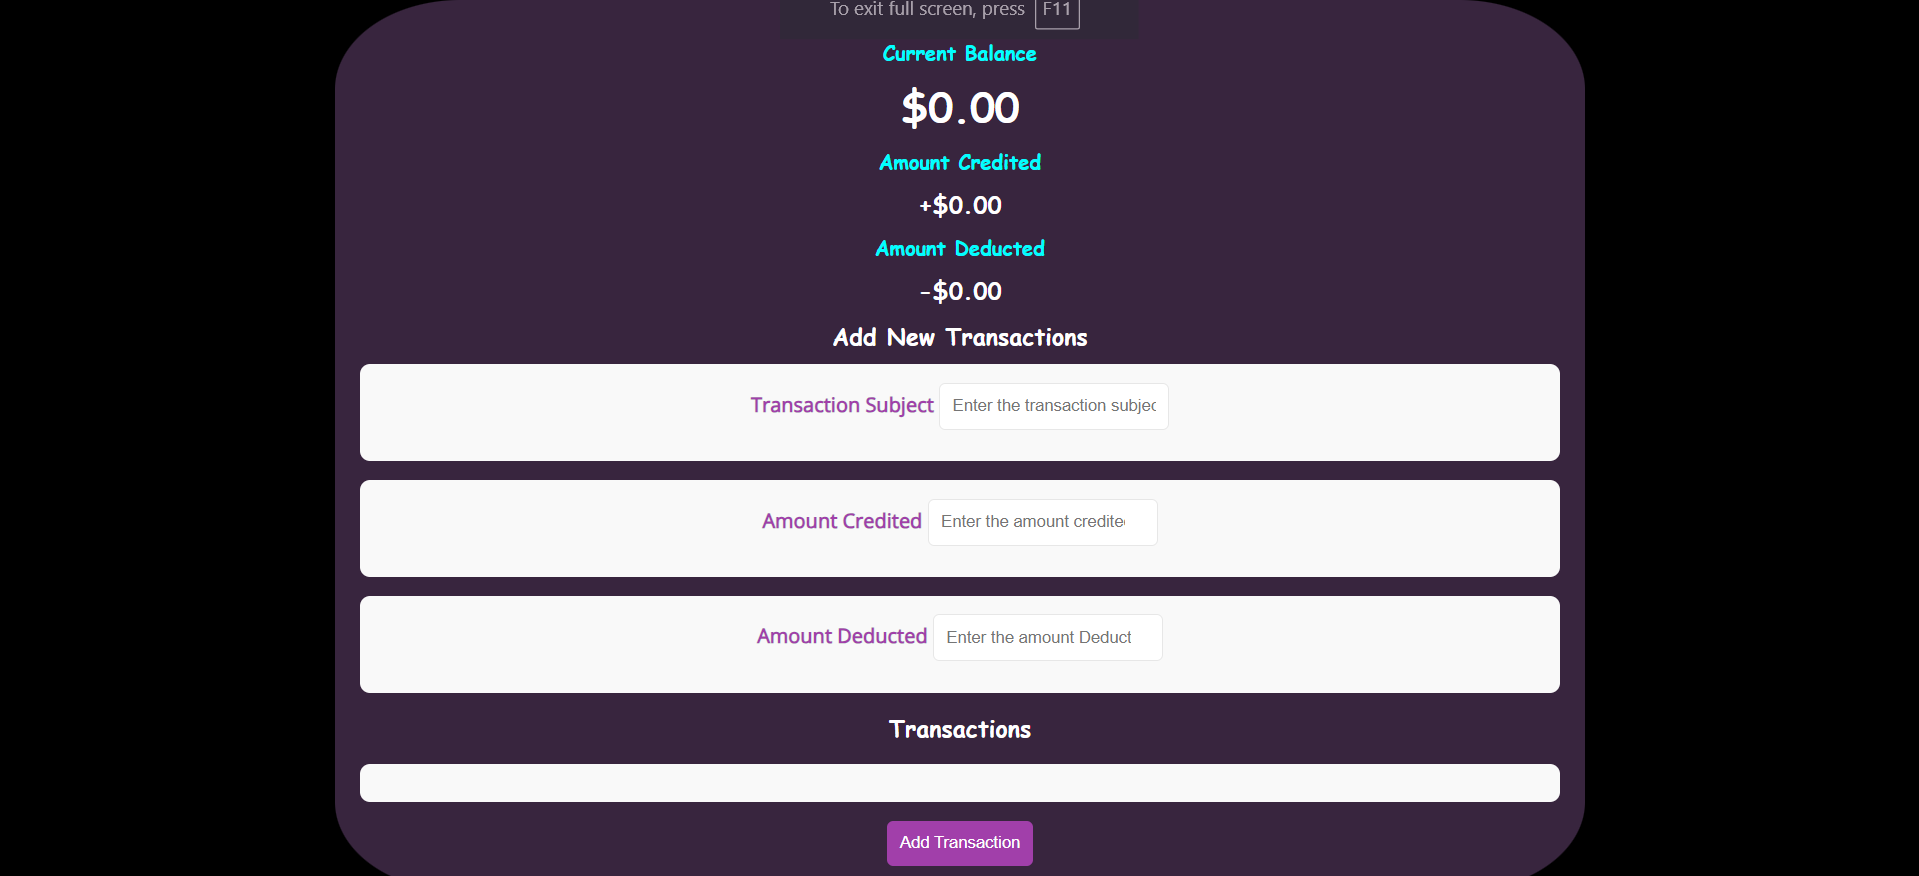 To exit full screen, press F11
Current Balance
$0.00
Amount Credited
+$0.00
Amount Deducted
-$0.00
Add New Transactions
Transaction Subject Enter the transaction subjec
Amount Credited Enter the amount credite
Amount Deducted Enter the amount Deduct
Transactions
Add Transaction